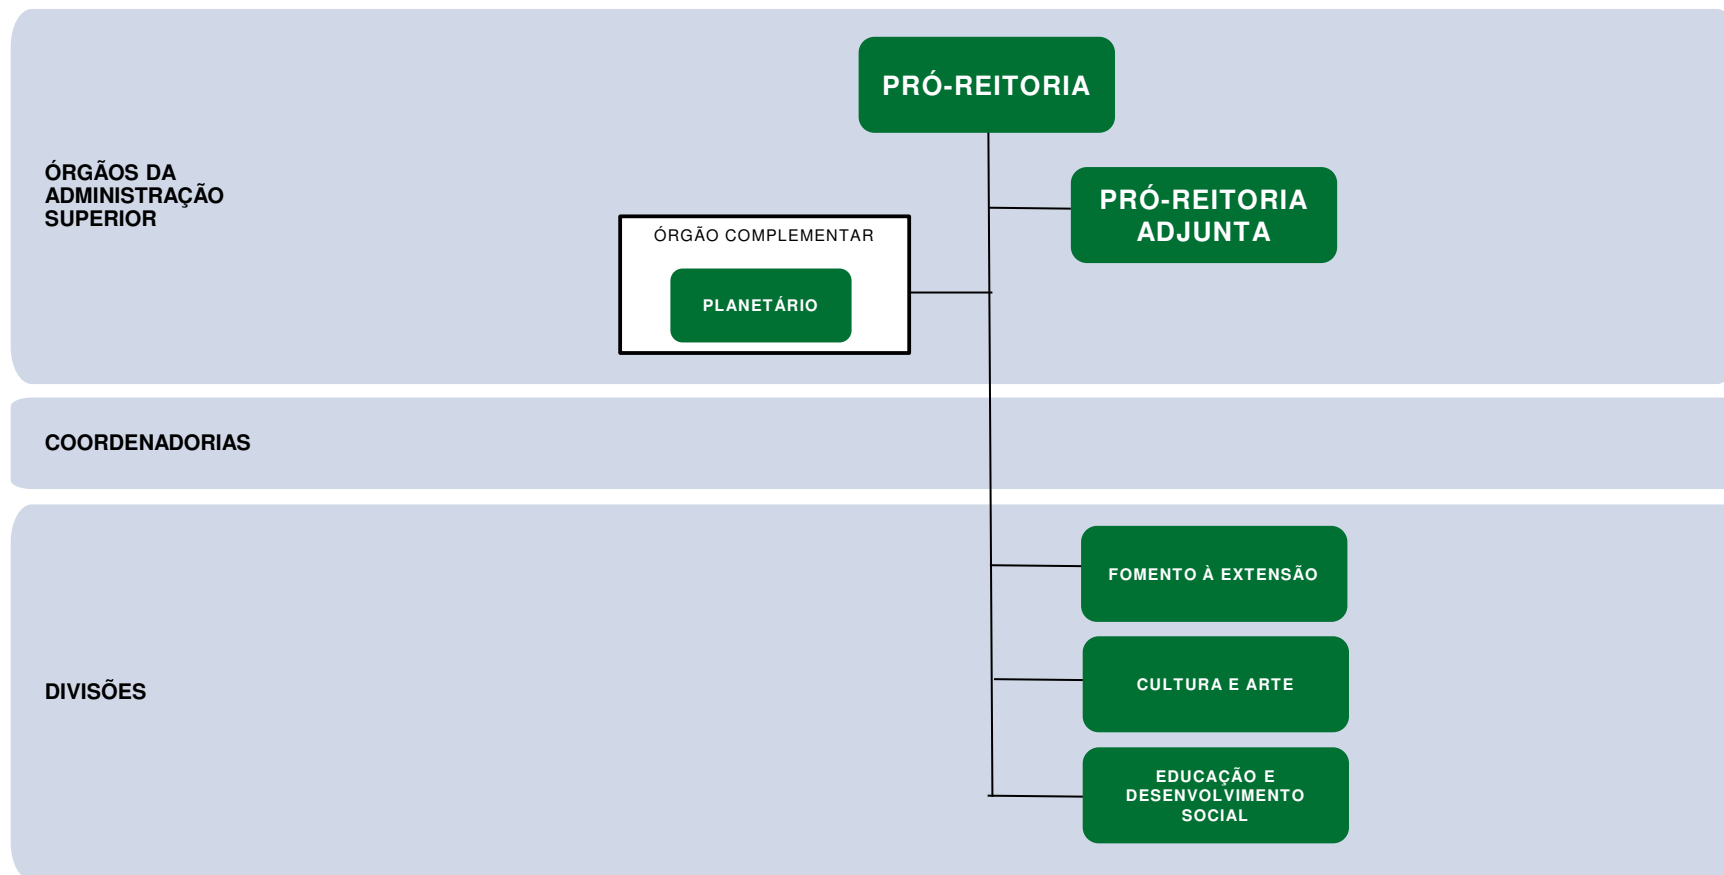 PRÓ-REITORIA
ÓRGÃOS DA
ADMINISTRAÇÃO
SUPERIOR
PRÓ-REITORIA
ADJUNTA
ÓRGÃO COMPLEMENTAR
PLANETÁRIO
COORDENADORIAS
DIVISÕES
FOMENTO À EXTENSÃO
CULTURA E ARTE
EDUCAÇÃO E
DESENVOLVIMENTO
SOCIAL